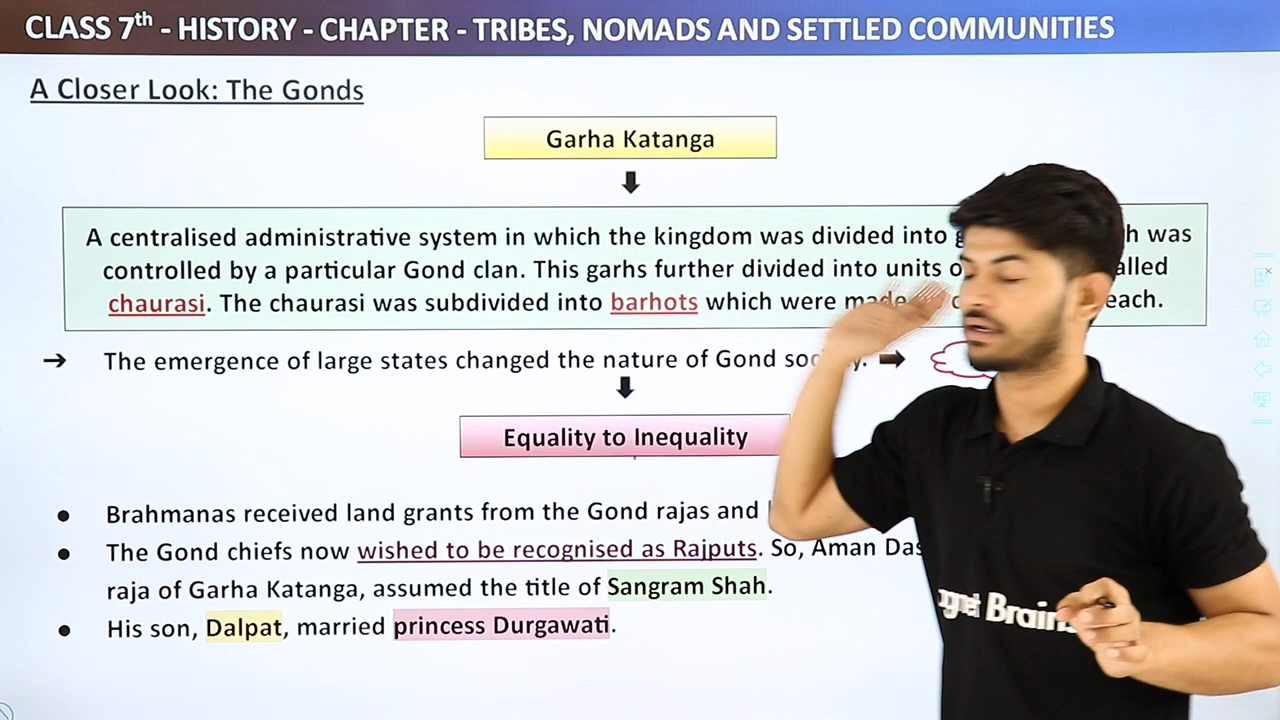 CLASS 7th - HISTORY - CHAPTER - TRIBES, NOMADS AND SETTLED COMMUNITIES
A Closer Look: The Gonds
Garha Katanga
A centralised administrative system in which the kingdom was divided into was
controlled by a particular Gond clan. This garhs further divided into units
chaurasi. The chaurasi was subdivided into barhots which were made each.
→ The emergence of large states changed the nature of Gond
Equality to Inequality
● Brahmanas received land grants from the Gond rajas and
● The Gond chiefs now wished to be recognised as Rajputs. So, Aman Das
raja of Garha Katanga, assumed the title of Sangram Shah.
● His son, Dalpat, married princess Durgawati.